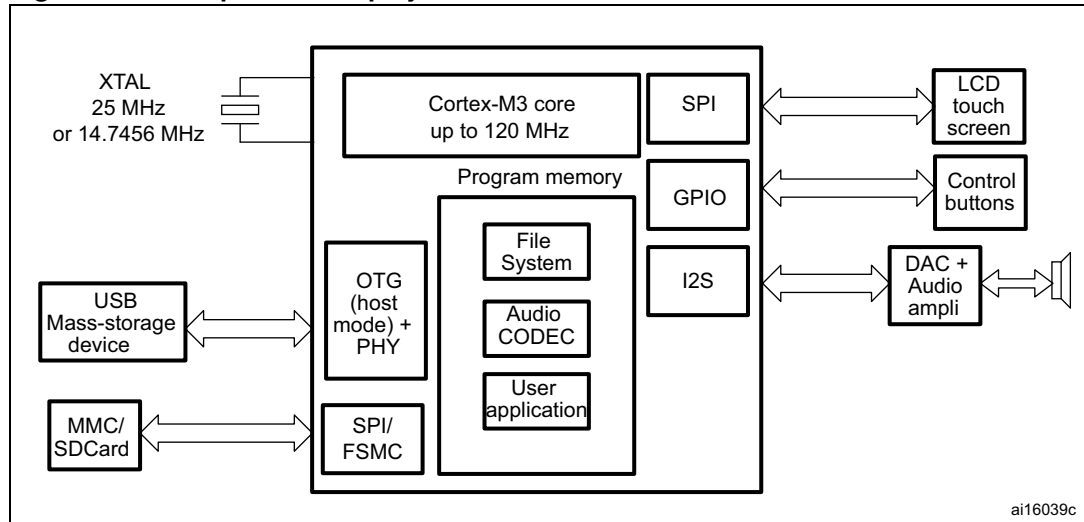 XTAL
25 MHz
or 14.7456 MHz
Cortex-M3 core
up to 120 MHz
SPI
LCD
touch
screen
Program memory
GPIO
Control
buttons
File
System
OTG
(host
mode) +
PHY
I2S
DAC +
Audio
ampli
USB
Mass-storage
device
Audio
CODEC
User
application
MMC/
SDCard
SPI/
FSMC
ai16039c